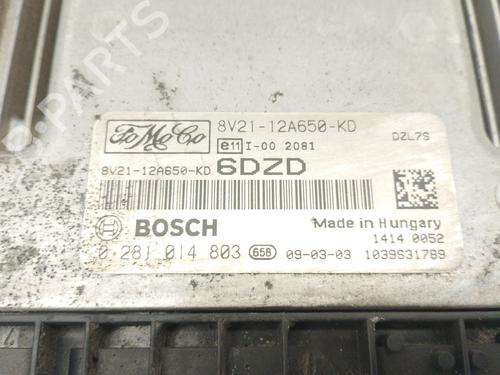 FoMoCo
8V21-12A650-KD
DZL7S
e11 I-00 2081
8V21-12A650-KD 6DZD
BOSCH
Made in Hungary
1414 0052
0 281 014 803 658 09-03-03 1039S31789
B-PARTS